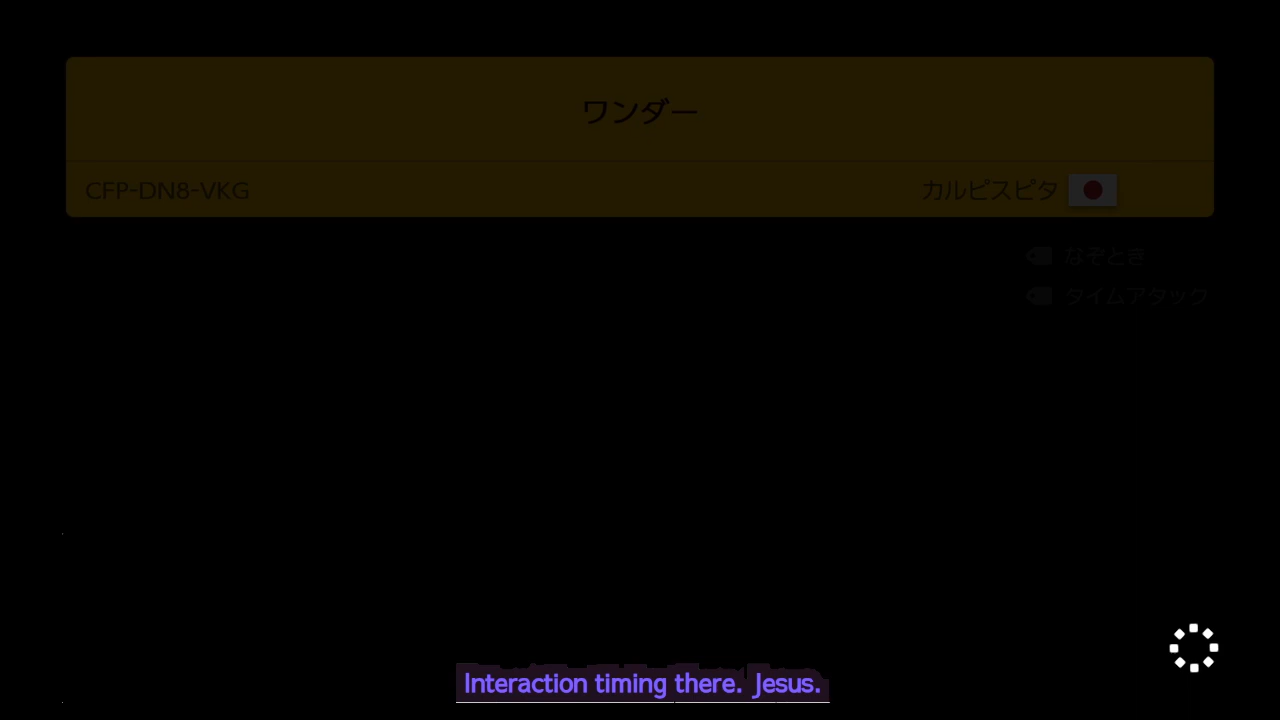 ワンダー
CFP-DN8-VKG
カルピスピタ
なぞとき
タイムアタック
Interaction timing there. Jesus.